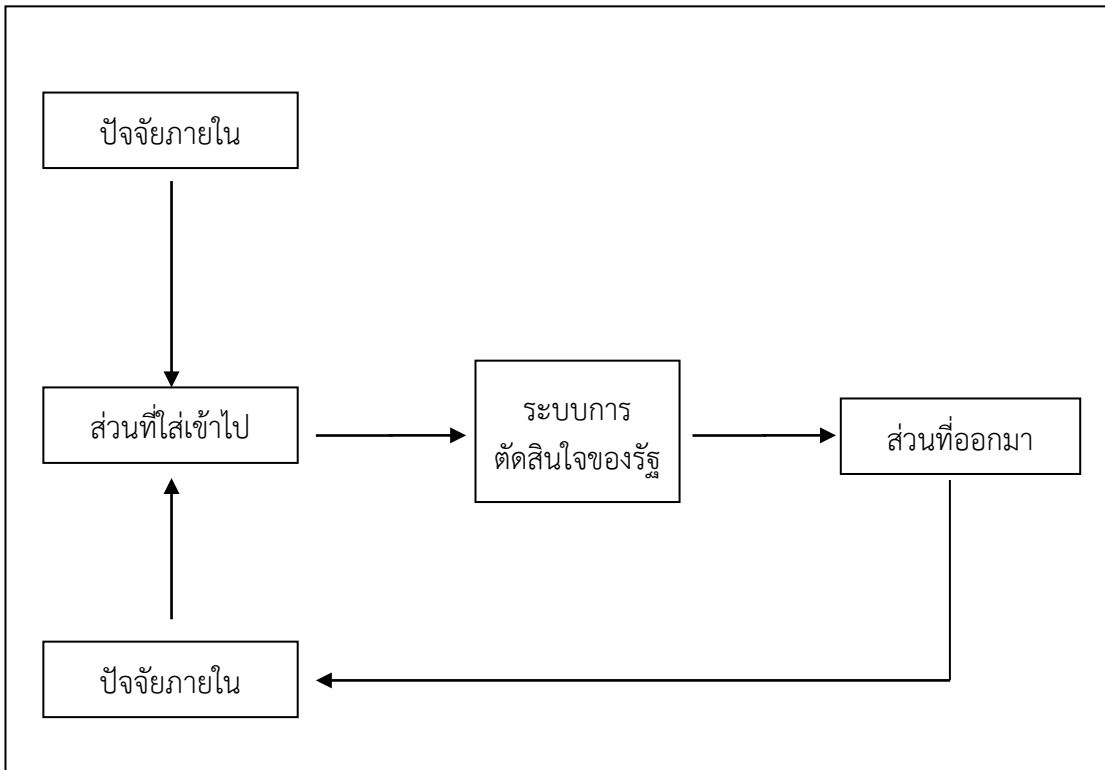 ปัจจัยภายใน
ส่วนที่ใส่เข้าไป
ระบบการ
ตัดสินใจของรัฐ
ส่วนที่ออกมา
ปัจจัยภายใน